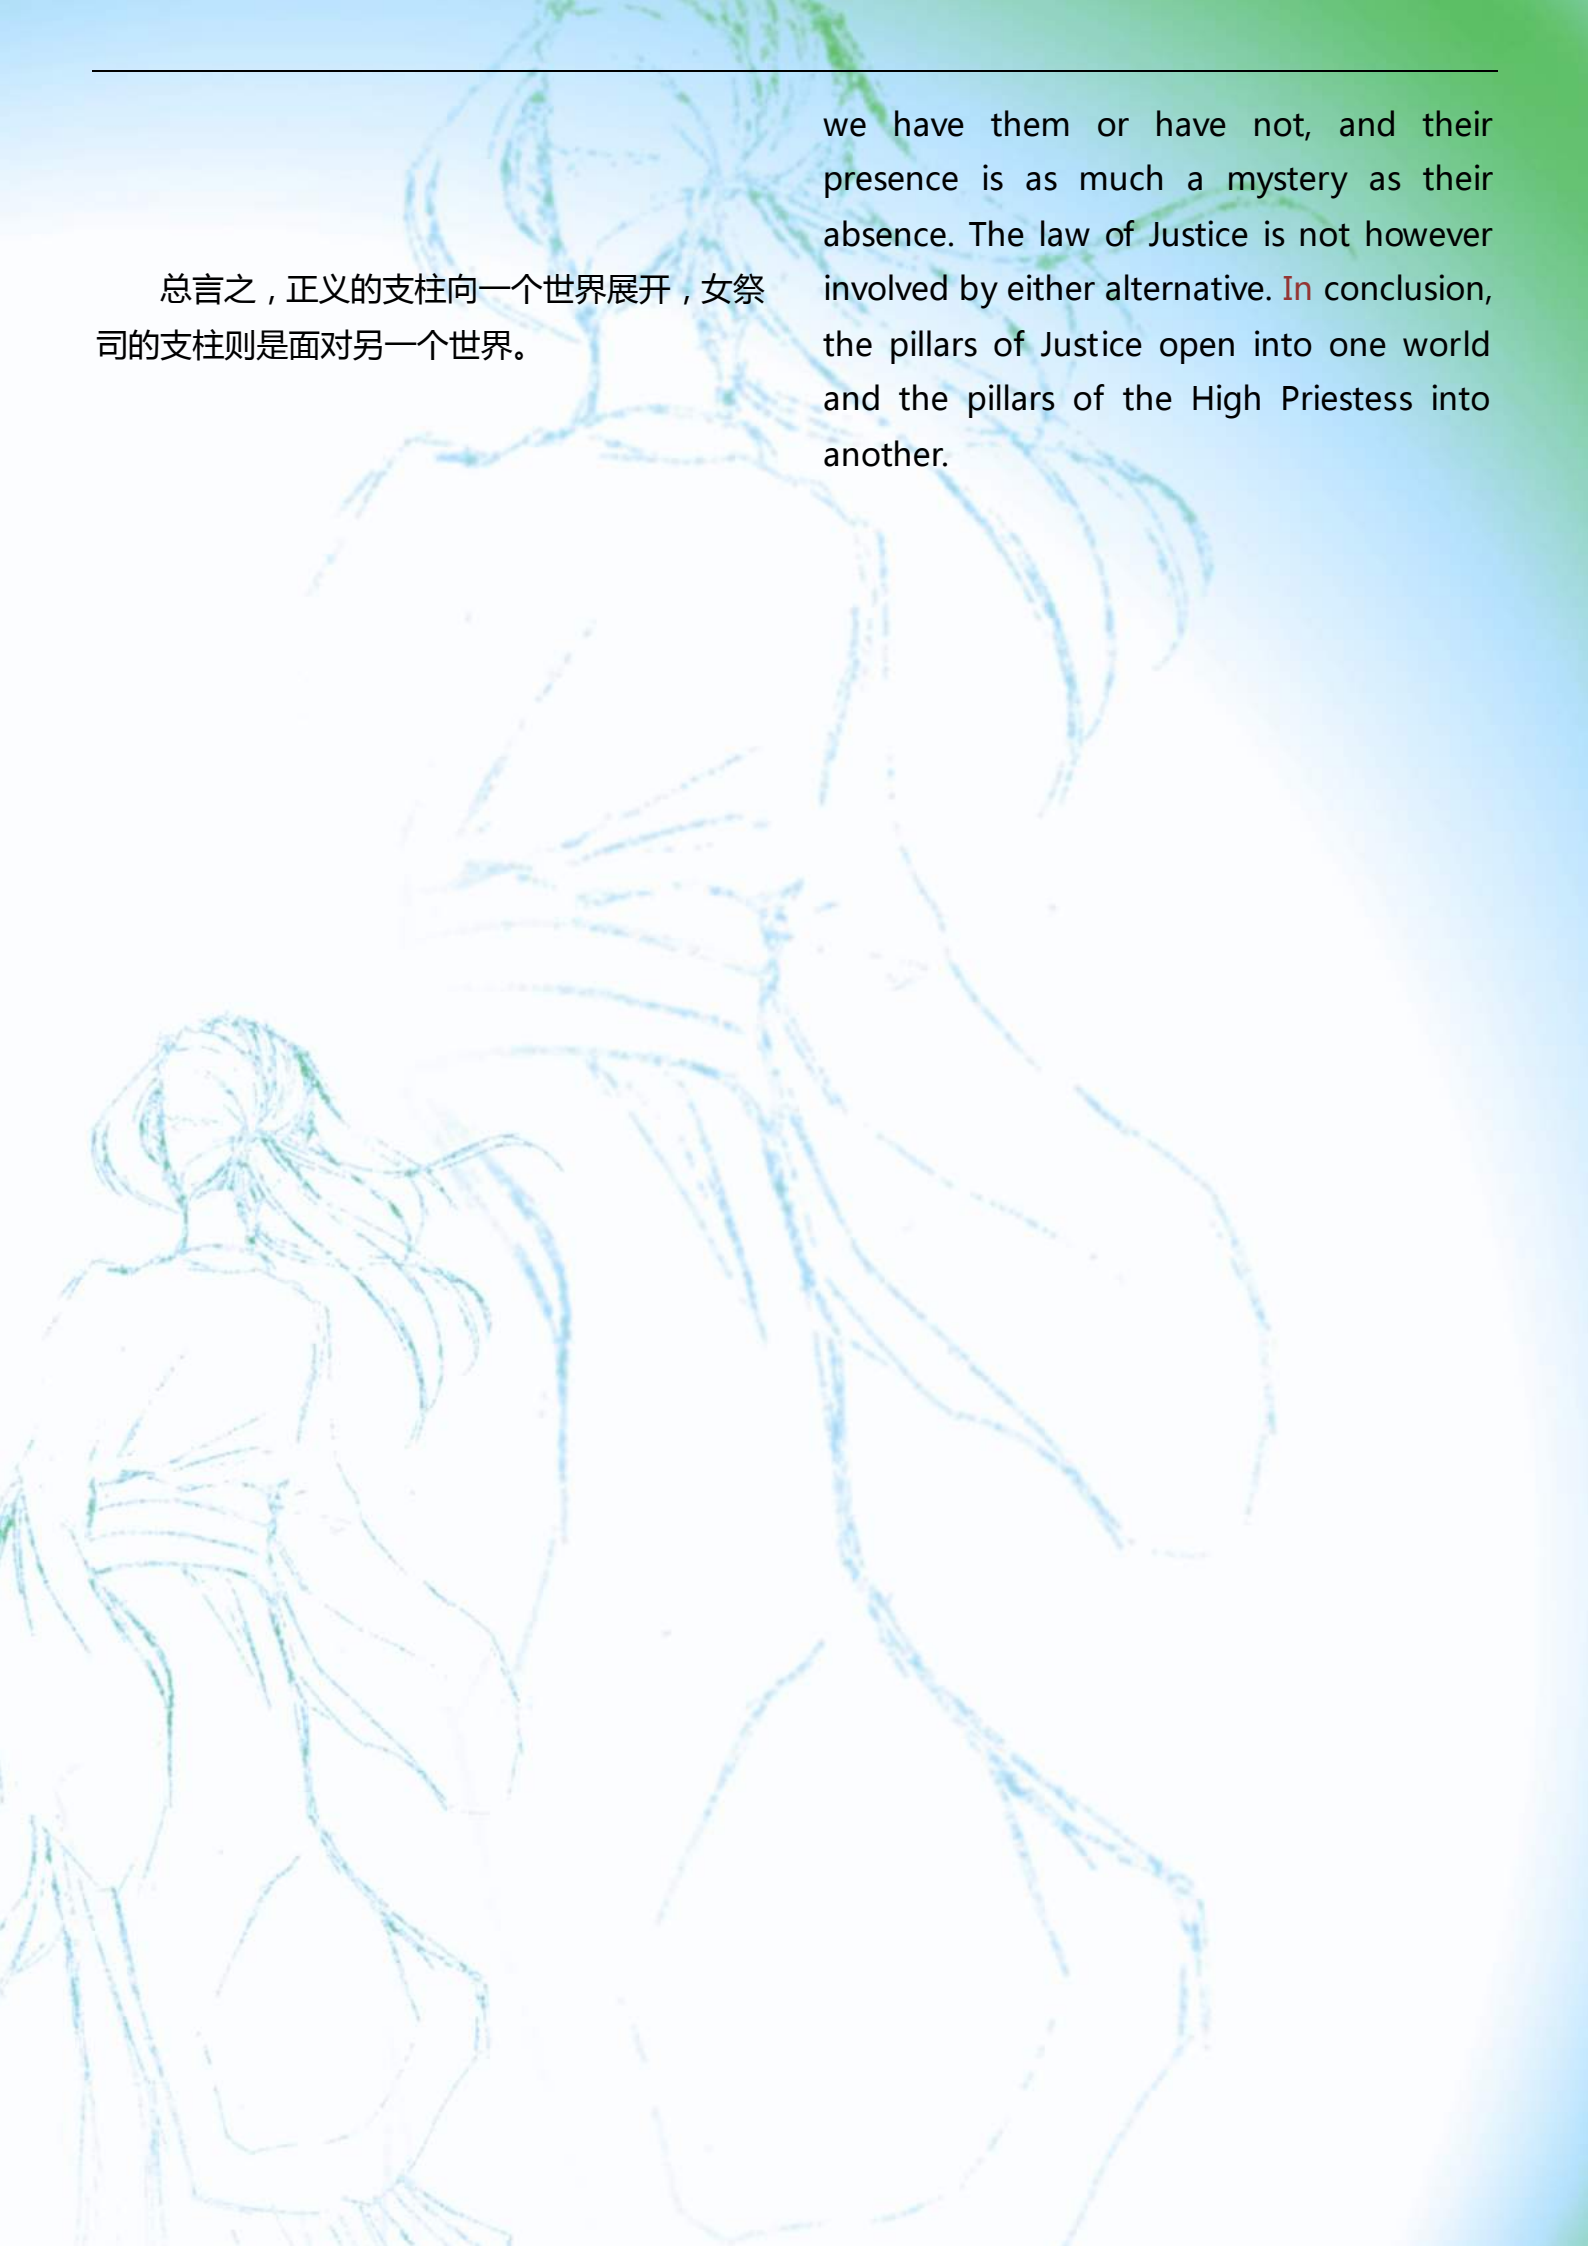 总言之，正义的支柱向一个世界展开，女祭
司的支柱则是面对另一个世界。
we have them or have not, and their
presence is as much a mystery as their
absence. The law of Justice is not however
involved by either alternative. In conclusion,
the pillars of Justice open into one world
and the pillars of the High Priestess into
another.